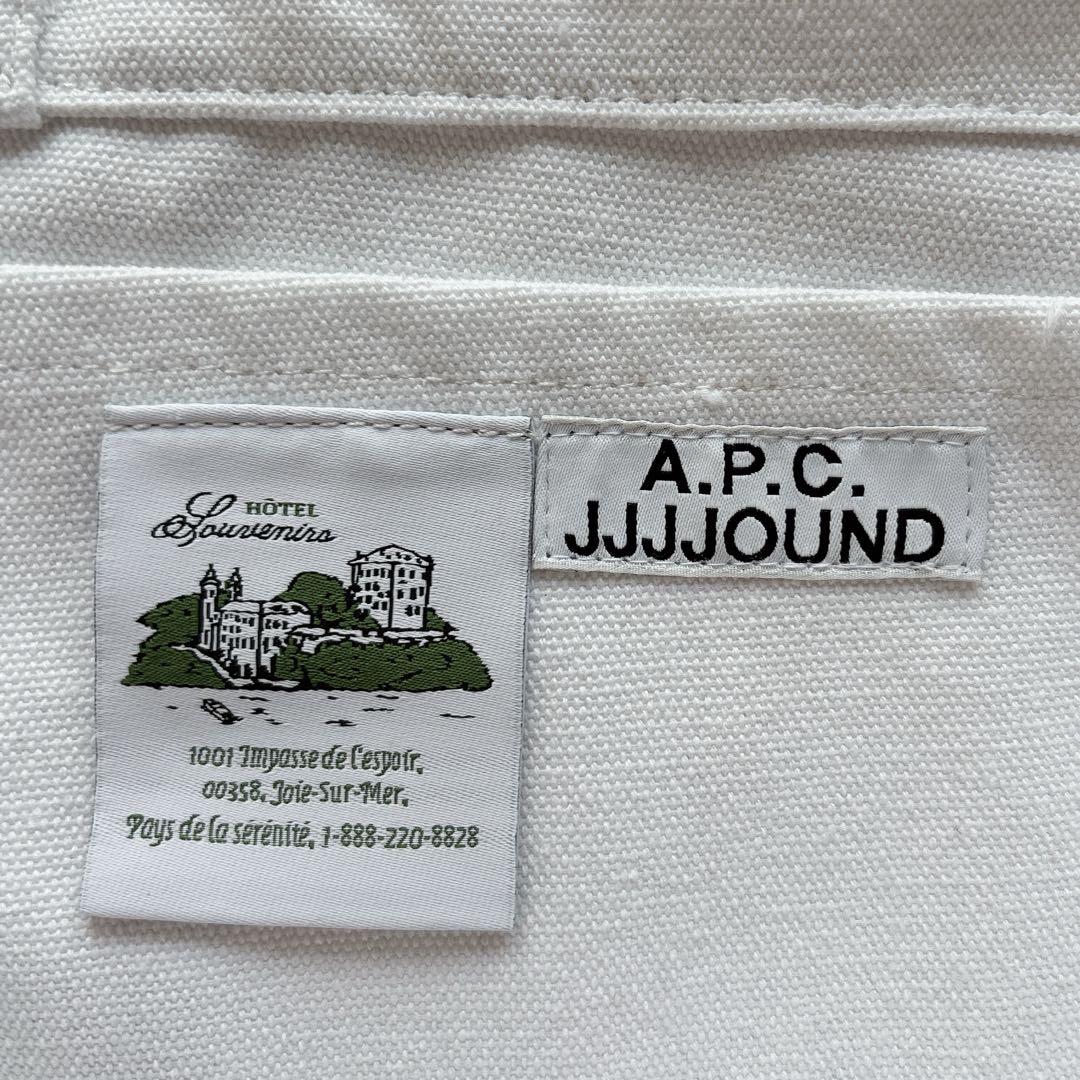 HÔTEL
Souvenirs
1001 Impasse de l'espoir,
00358, Joie-Sur-Mer,
Pays de la sérénité, 1-888-220-8828
A.P.C.
JJJJOUND